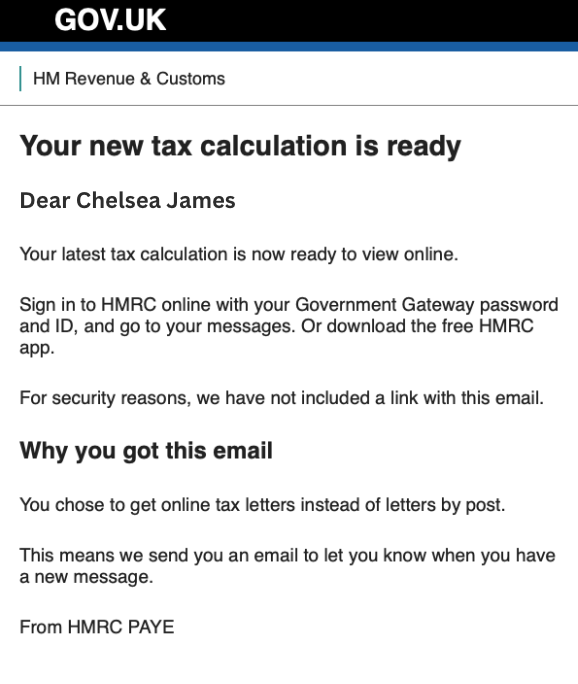 GOV.UK
HM Revenue & Customs
Your new tax calculation is ready
Dear Chelsea James
Your latest tax calculation is now ready to view online.
Sign in to HMRC online with your Government Gateway password
and ID, and go to your messages. Or download the free HMRC
app.
For security reasons, we have not included a link with this email.
Why you got this email
You chose to get online tax letters instead of letters by post.
This means we send you an email to let you know when you have
a new message.
From HMRC PAYE